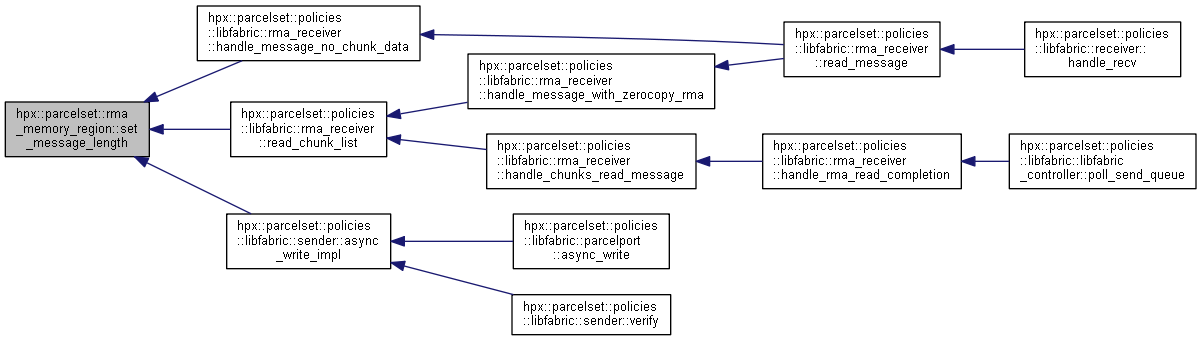 hpx::parcelset::policies
::libfabric::rma_receiver
::handle_message_no_chunk_data
hpx::parcelset::policies
::libfabric::rma_receiver
::read_message
hpx::parcelset::policies
::libfabric::receiver::
handle_recv
hpx::parcelset::policies
::libfabric::rma_receiver
::handle_message_with_zerocopy_rma
hpx::parcelset::rma
_memory_region::set
_message_length
hpx::parcelset::policies
::libfabric::rma_receiver
::read_chunk_list
hpx::parcelset::policies
::libfabric::rma_receiver
::handle_chunks_read_message
hpx::parcelset::policies
::libfabric::rma_receiver
::handle_rma_read_completion
hpx::parcelset::policies
::libfabric::libfabric
_controller::poll_send_queue
hpx::parcelset::policies
::libfabric::sender::async
_write_impl
hpx::parcelset::policies
::libfabric::parcelport
::async_write
hpx::parcelset::policies
::libfabric::sender::verify